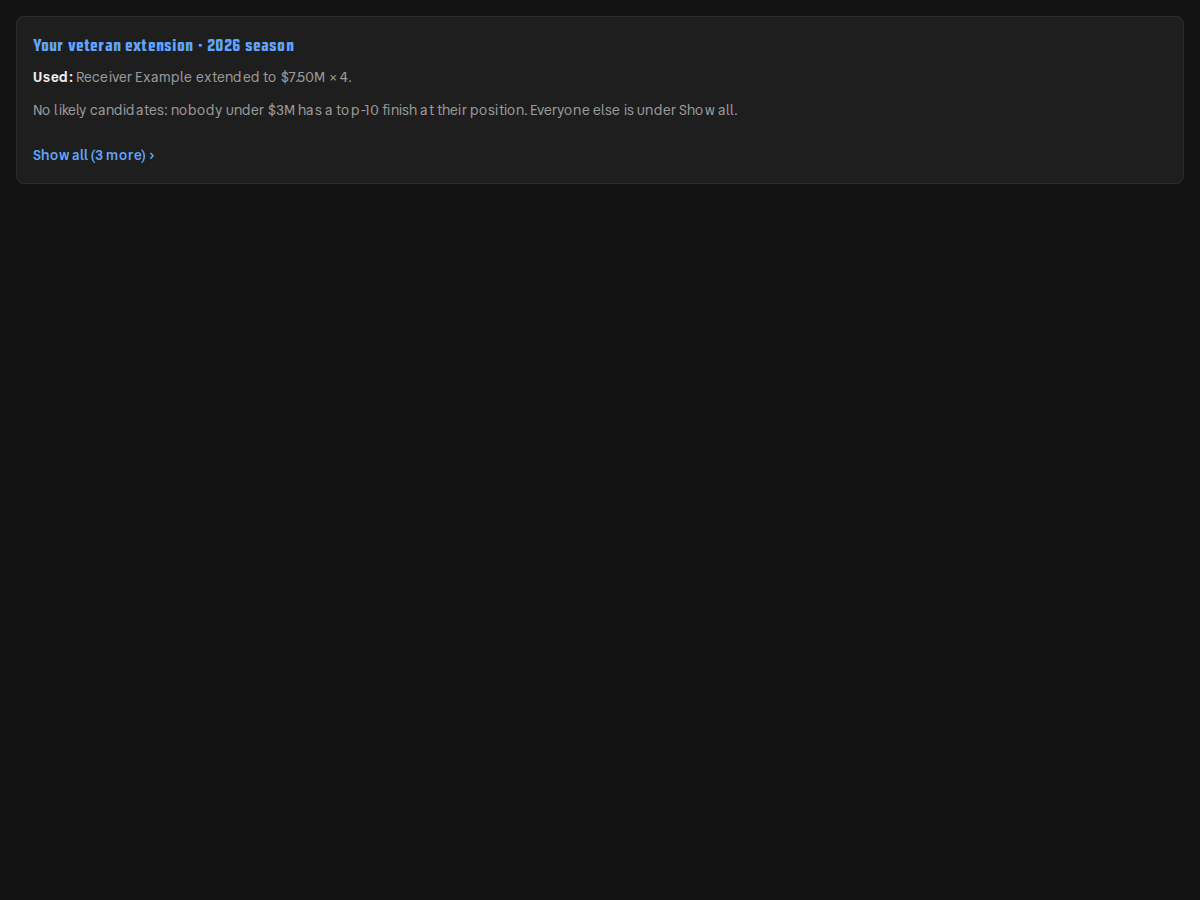 Your veteran extension · 2026 season
Used: Receiver Example extended to $7.50M × 4.
No likely candidates: nobody under $3M has a top-10 finish at their position. Everyone else is under Show all.
Show all (3 more) ›